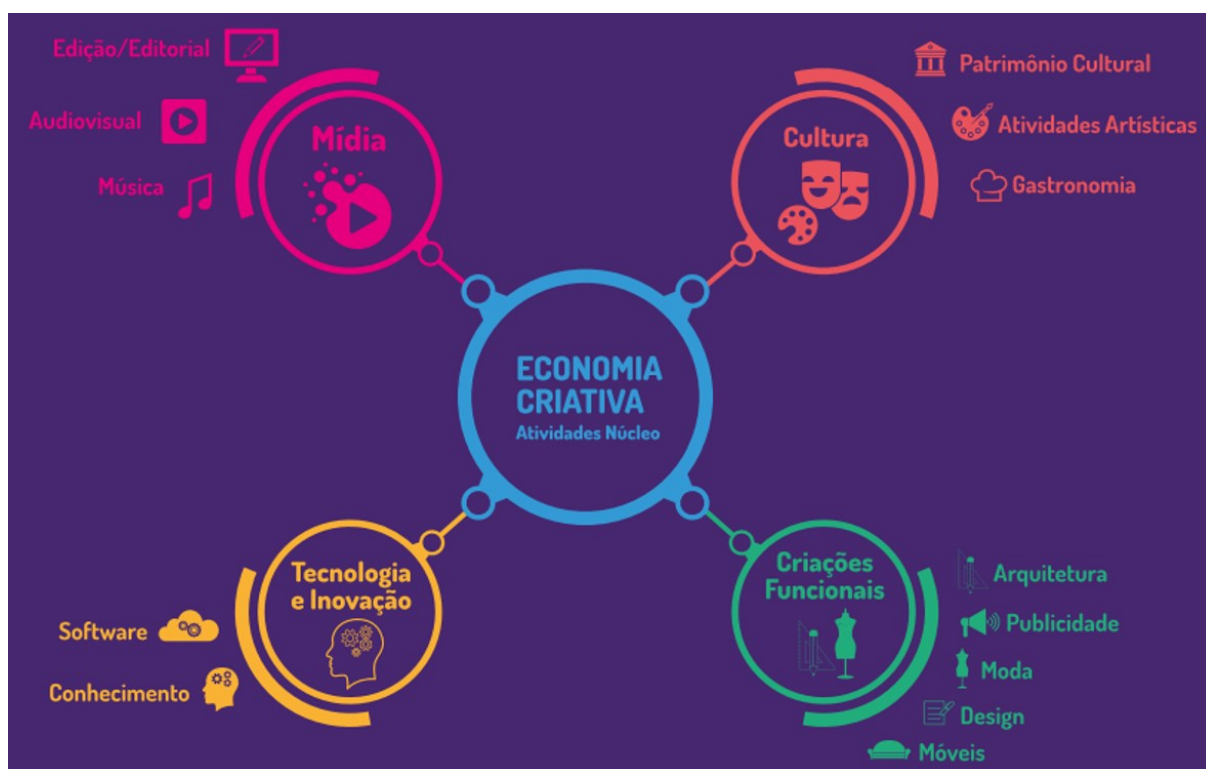 Edição/Editorial
Audiovisual
Música
Mídia
Cultura
Patrimônio Cultural
Atividades Artísticas
Gastronomia
ECONOMIA
CRIATIVA
Atividades Núcleo
Tecnologia
e Inovação
Software
Conhecimento
Criações
Funcionais
Arquitetura
Publicidade
Moda
Design
Móveis